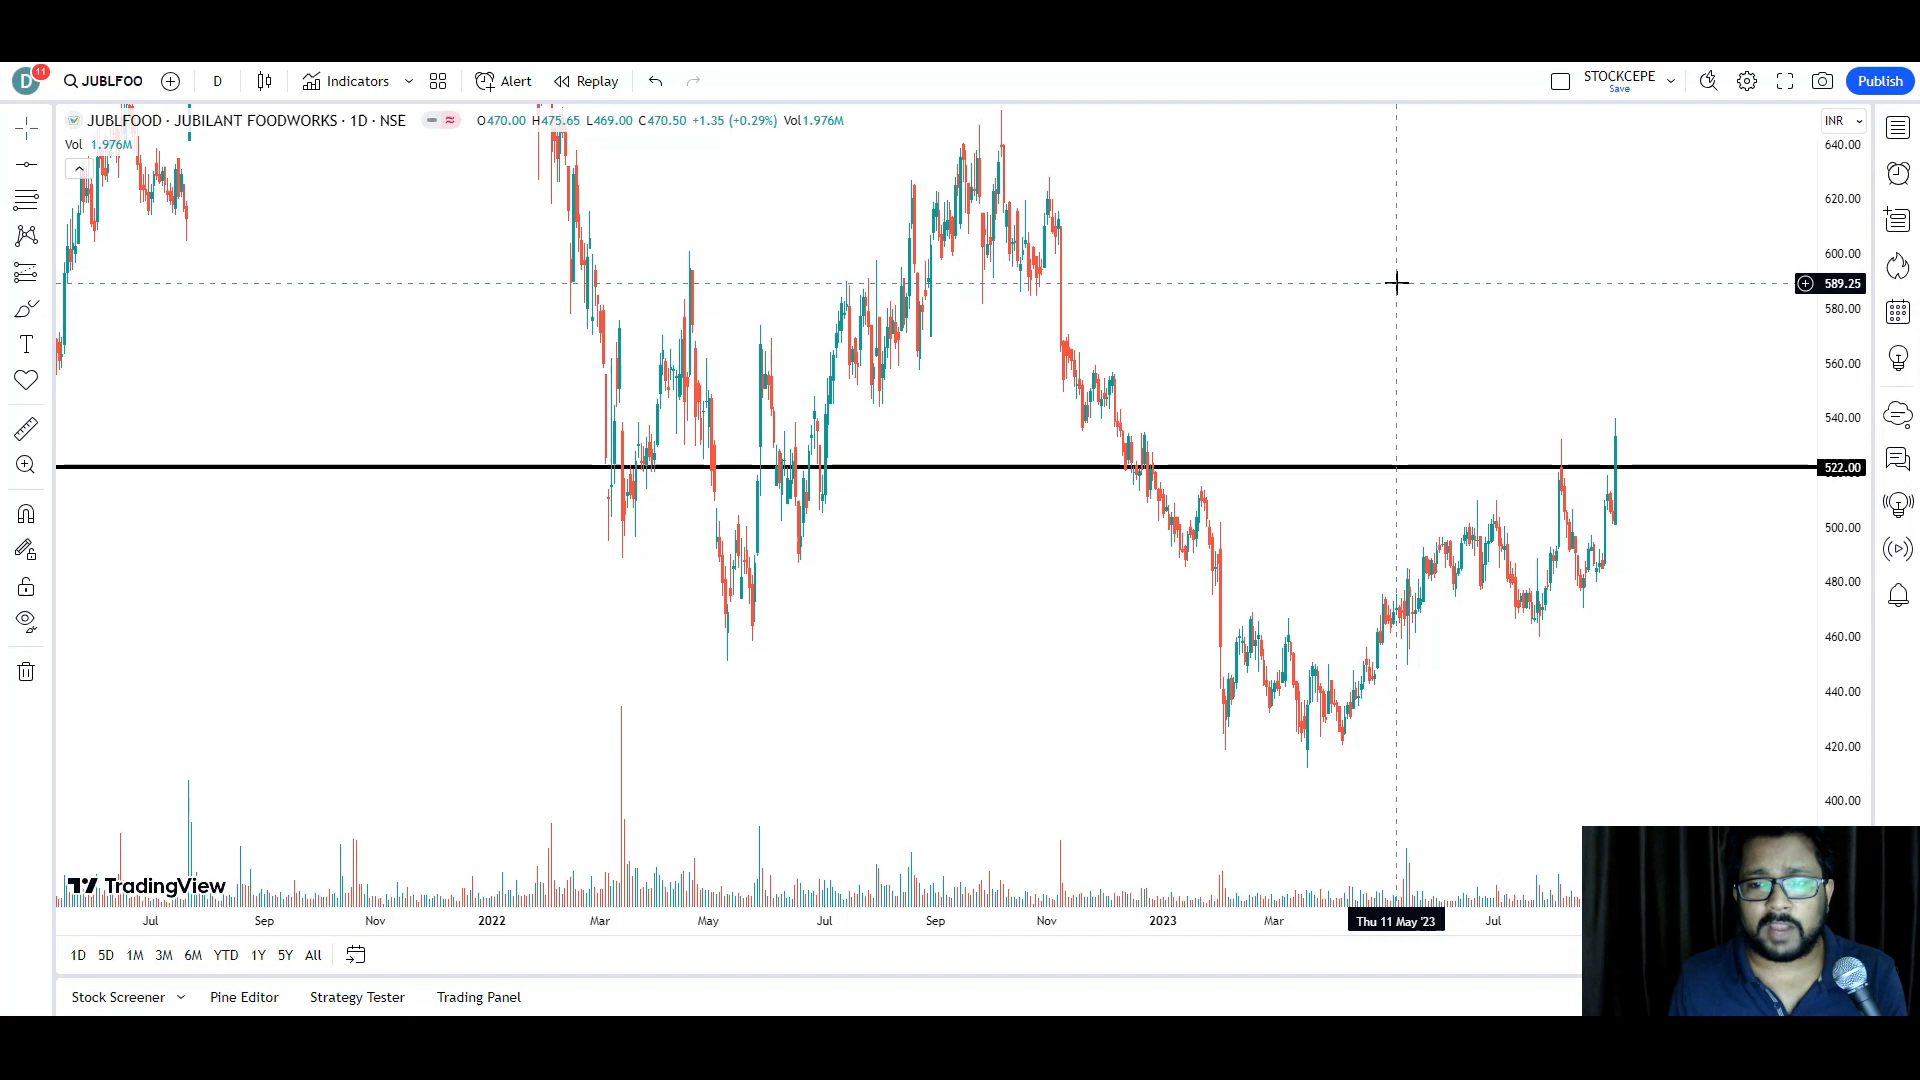 D 11 JUBLFOO D Indicators Alert Replay STOCKCEPE Save Publish
JUBLFOOD · JUBILANT FOODWORKS · 1D · NSE O470.00 H475.65 L469.00 C470.50 +1.35 (+0.29%) Vol1.976M INR
Vol 1.976M
640.00
620.00
600.00
589.25
580.00
560.00
540.00
522.00
500.00
480.00
460.00
440.00
420.00
400.00
TradingView
Jul Sep Nov 2022 Mar May Jul Sep Nov 2023 Mar Thu 11 May '23 Jul
1D 5D 1M 3M 6M YTD 1Y 5Y All
Stock Screener Pine Editor Strategy Tester Trading Panel